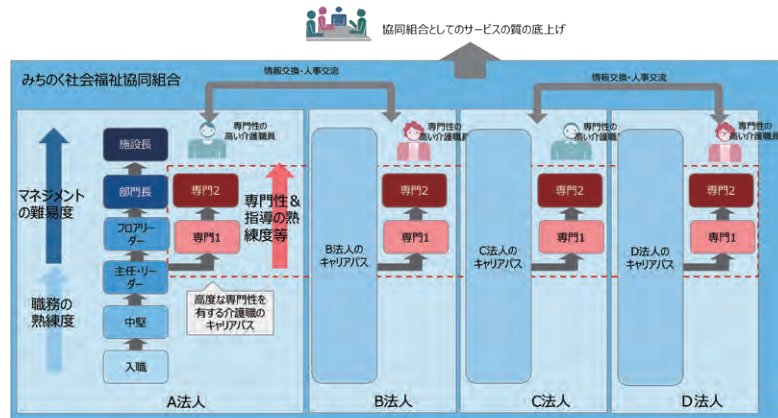 協同組合としてのサービスの質の底上げ
みちのく社会福祉協同組合
情報交換・人事交流
情報交換・人事交流
マネジメント
の難易度
職務の
熟練度
施設長
部門長
フロアリー
ダー
主任・リー
ダー
中堅
入職
専門性の
高い介護職員
専門2
専門1
専門性&
指導の熟
練度等
高度な専門性を
有する介護職の
キャリアパス
A法人
B法人の
キャリアパス
専門性の
高い介護職員
専門2
専門1
B法人
C法人の
キャリアパス
専門性の
高い介護職員
専門2
専門1
C法人
D法人の
キャリアパス
専門性の
高い介護職員
専門2
専門1
D法人